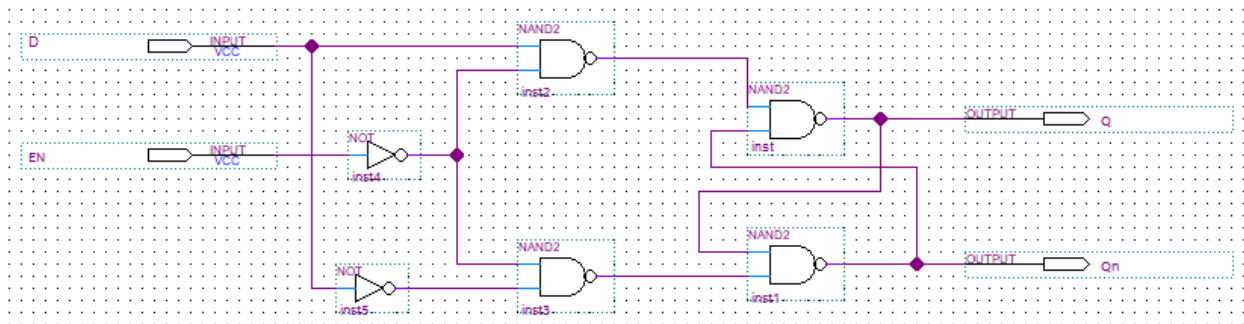 D
INPUT
VCC
NAND2
inst2
NAND2
inst
OUTPUT
Q
EN
INPUT
VCC
NOT
inst4
NOT
inst5
NAND2
inst3
NAND2
inst1
OUTPUT
Qn